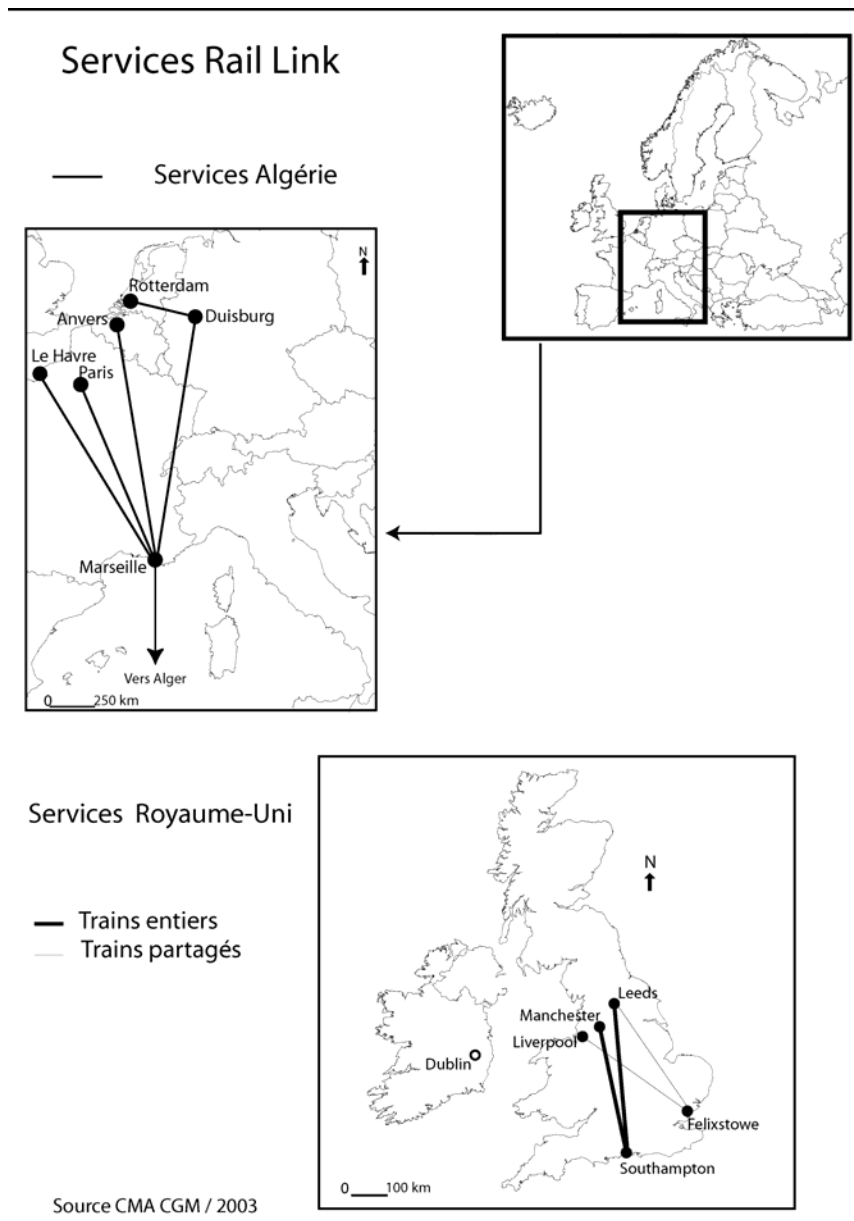 Services Rail Link
Services Algérie
N
Rotterdam
Anvers
Duisburg
Le Havre
Paris
Marseille
Vers Alger
0 250 km
Services Royaume-Uni
Trains entiers
Trains partagés
N
Leeds
Manchester
Liverpool
Dublin
Felixstowe
Southampton
0 100 km
Source CMA CGM / 2003